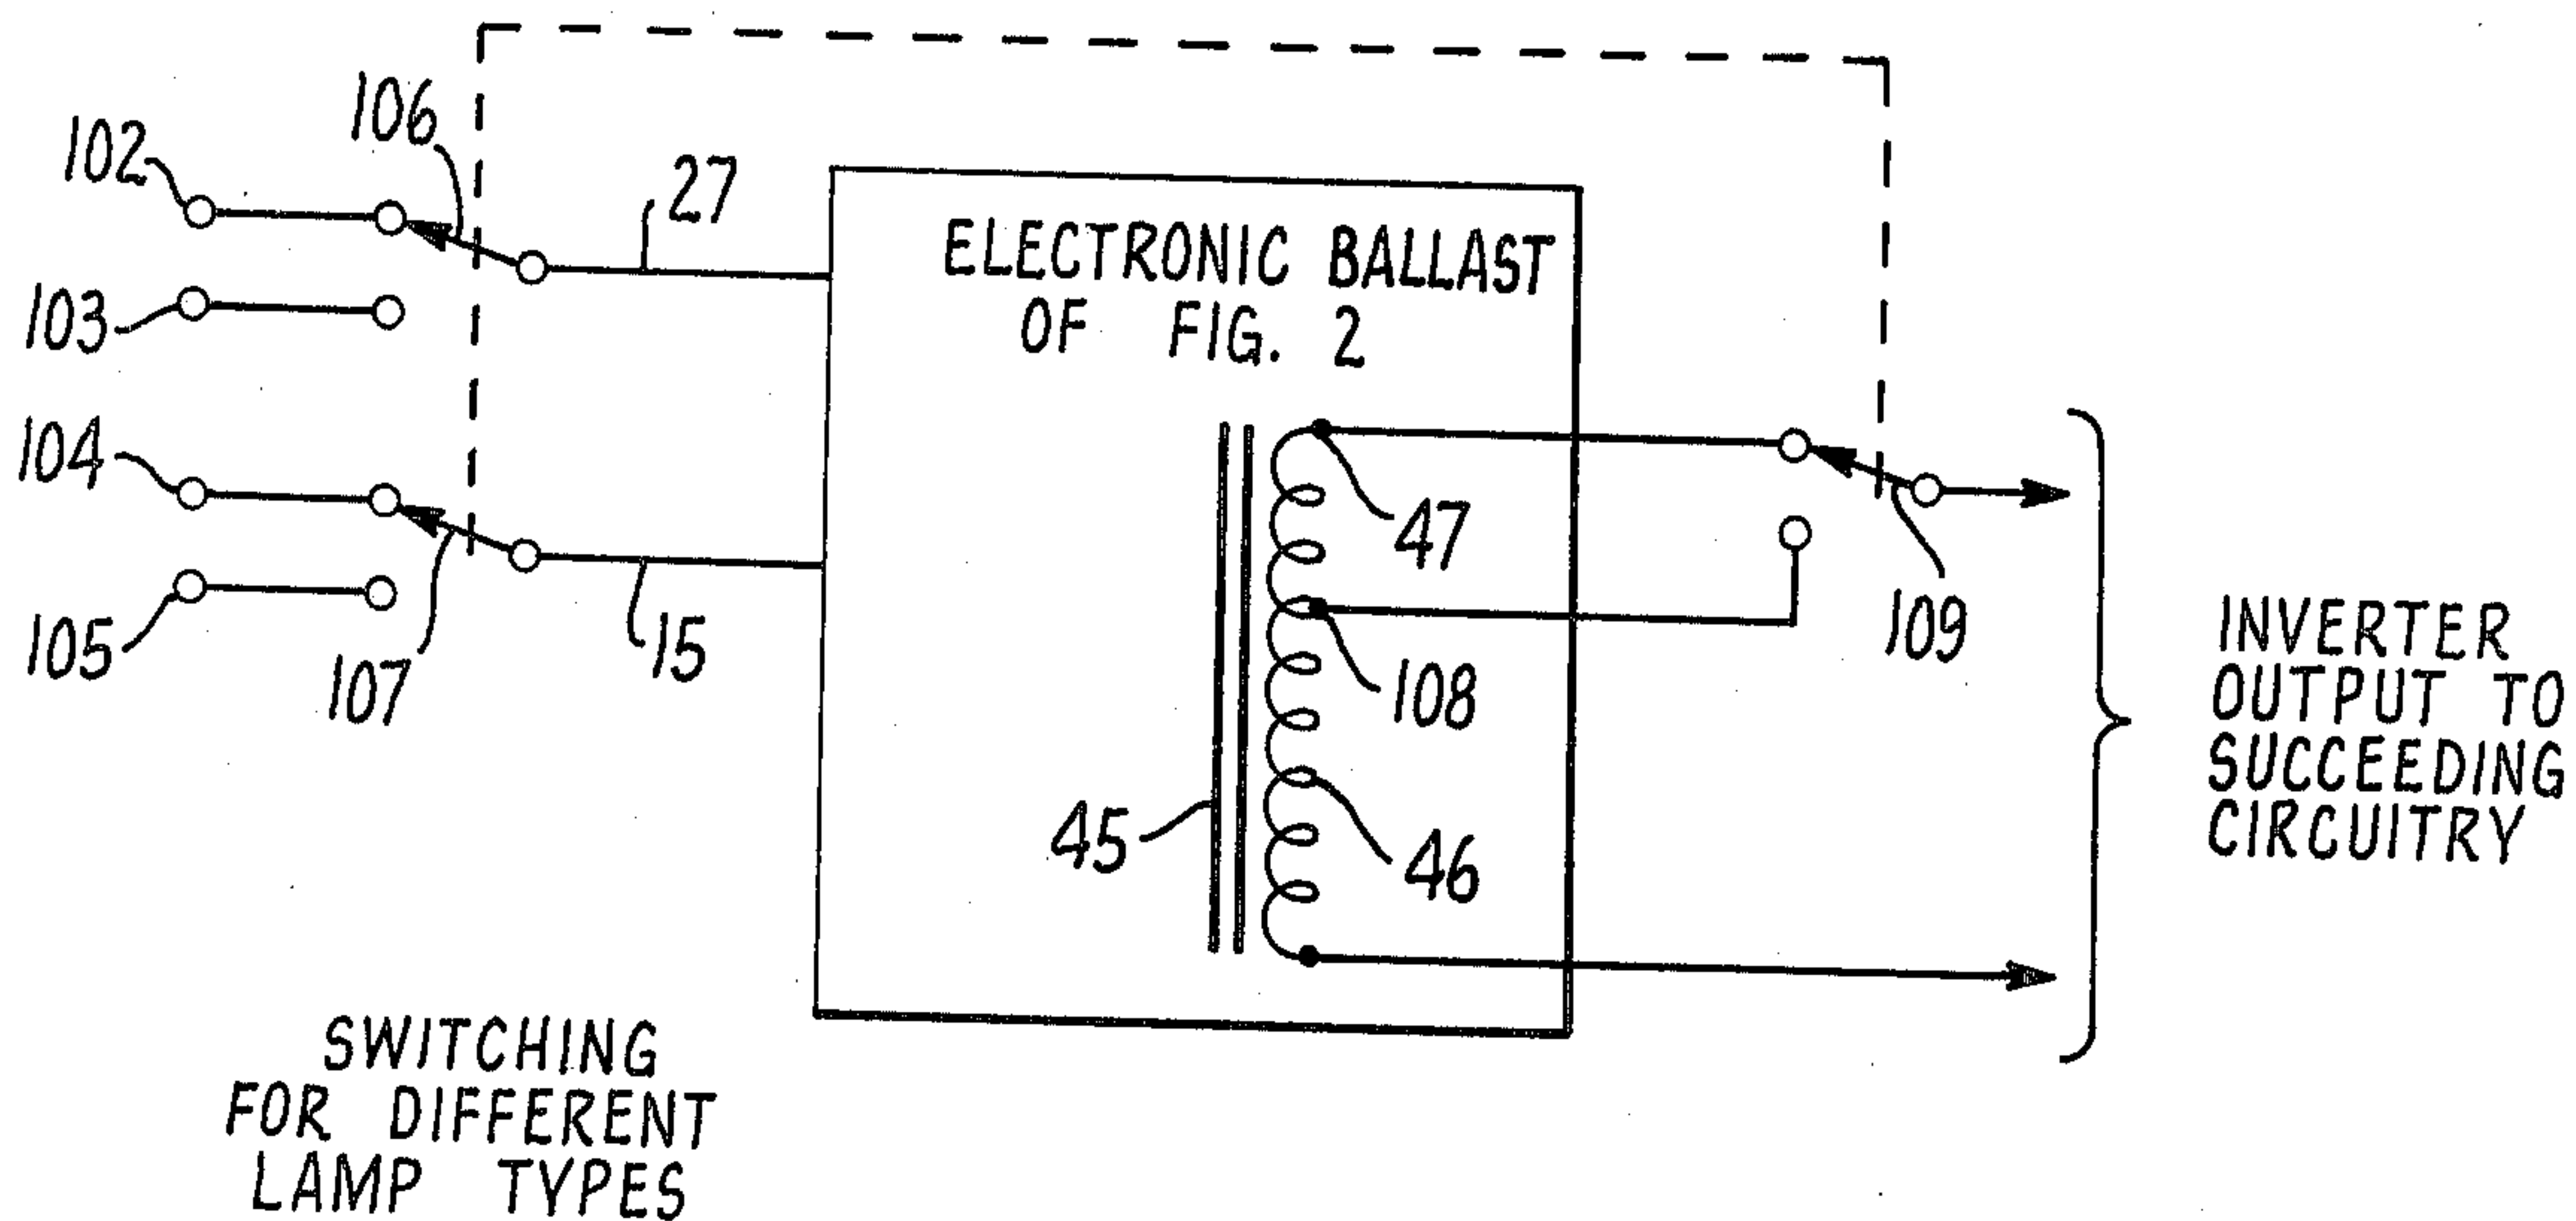 106
102
27
103
ELECTRONIC BALLAST
OF FIG. 2
104
47
105
107
15
108
109
45
46
INVERTER
OUTPUT TO
SUCCEEDING
CIRCUITRY
SWITCHING
FOR DIFFERENT
LAMP TYPES